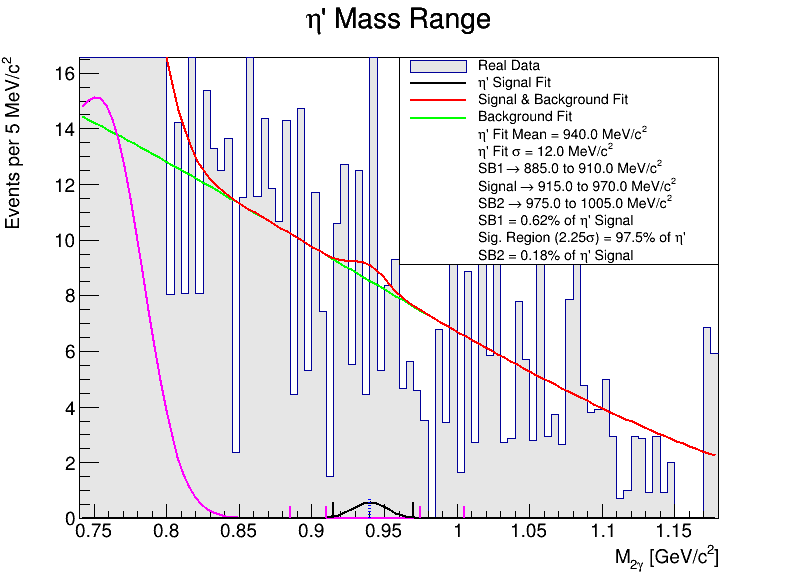 η' Mass Range
Events per 5 MeV/c²
16
14
12
10
8
6
4
2
0
Real Data
η' Signal Fit
Signal & Background Fit
Background Fit
η' Fit Mean = 940.0 MeV/c²
η' Fit σ = 12.0 MeV/c²
SB1 → 885.0 to 910.0 MeV/c²
Signal → 915.0 to 970.0 MeV/c²
SB2 → 975.0 to 1005.0 MeV/c²
SB1 = 0.62% of η' Signal
Sig. Region (2.25σ) = 97.5% of η'
SB2 = 0.18% of η' Signal
0.75 0.8 0.85 0.9 0.95 1 1.05 1.1 1.15
M₂γ [GeV/c²]